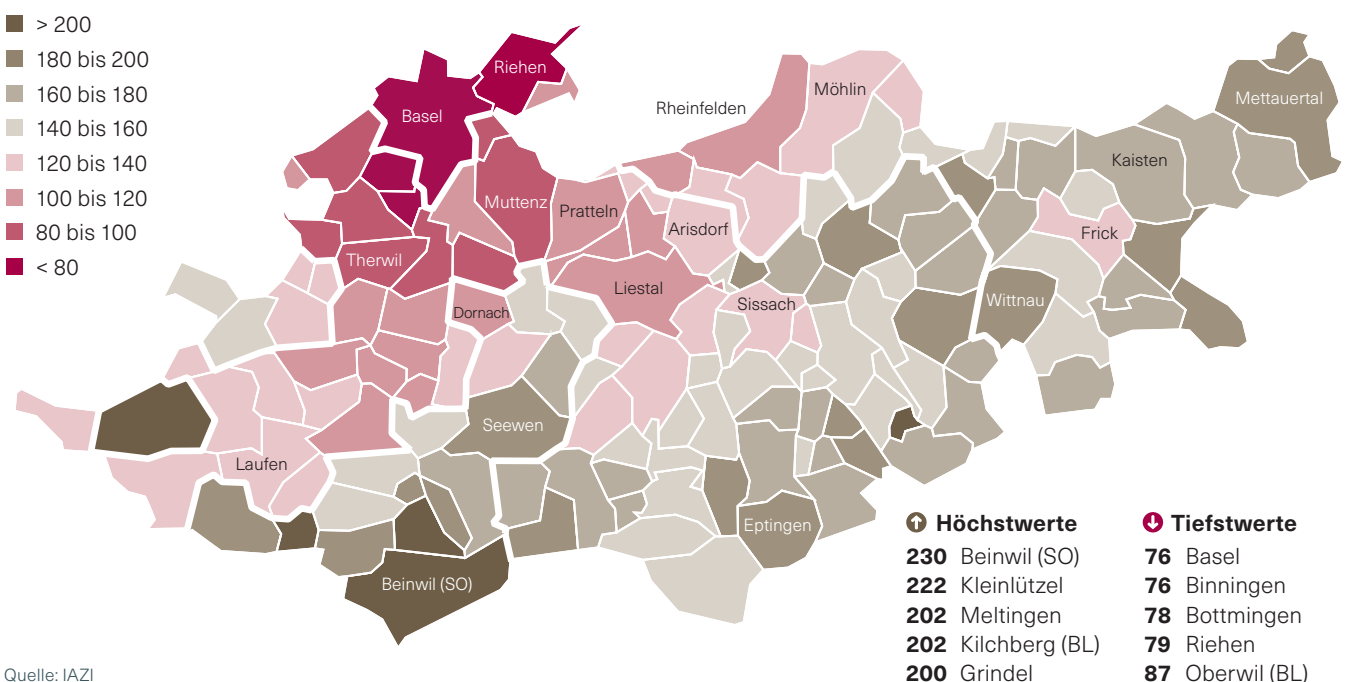 > 200
180 bis 200
160 bis 180
140 bis 160
120 bis 140
100 bis 120
80 bis 100
< 80
Riehen
Basel
Rheinfelden
Möhlin
Mettauertal
Kaisten
Muttenz
Pratteln
Arisdorf
Frick
Therwil
Liestal
Sissach
Wittnau
Dornach
Seewen
Laufen
Eptingen
Beinwil (SO)
Höchstwerte
230 Beinwil (SO)
222 Kleinlützel
202 Meltingen
202 Kilchberg (BL)
200 Grindel
Tiefstwerte
76 Basel
76 Binningen
78 Bottmingen
79 Riehen
87 Oberwil (BL)
Quelle: IAZI